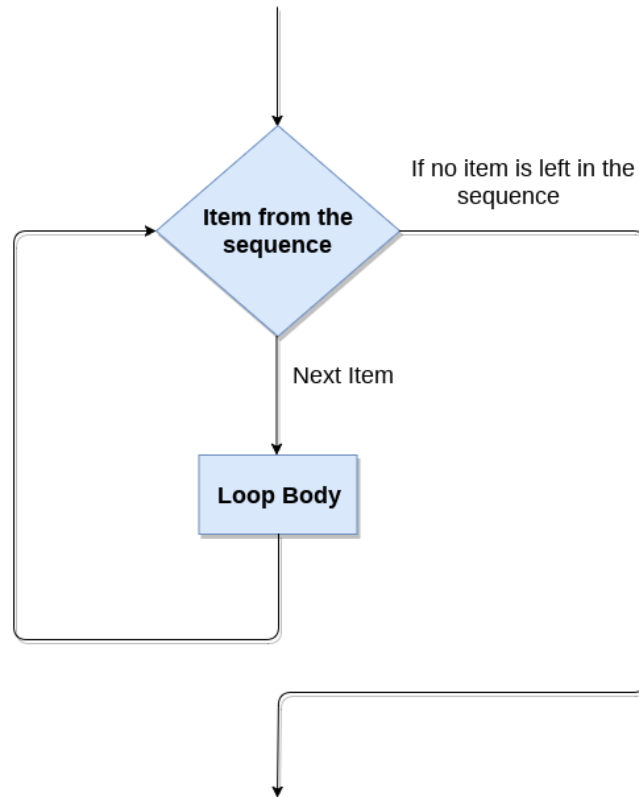 If no item is left in the
sequence
Item from the
sequence
Next Item
Loop Body